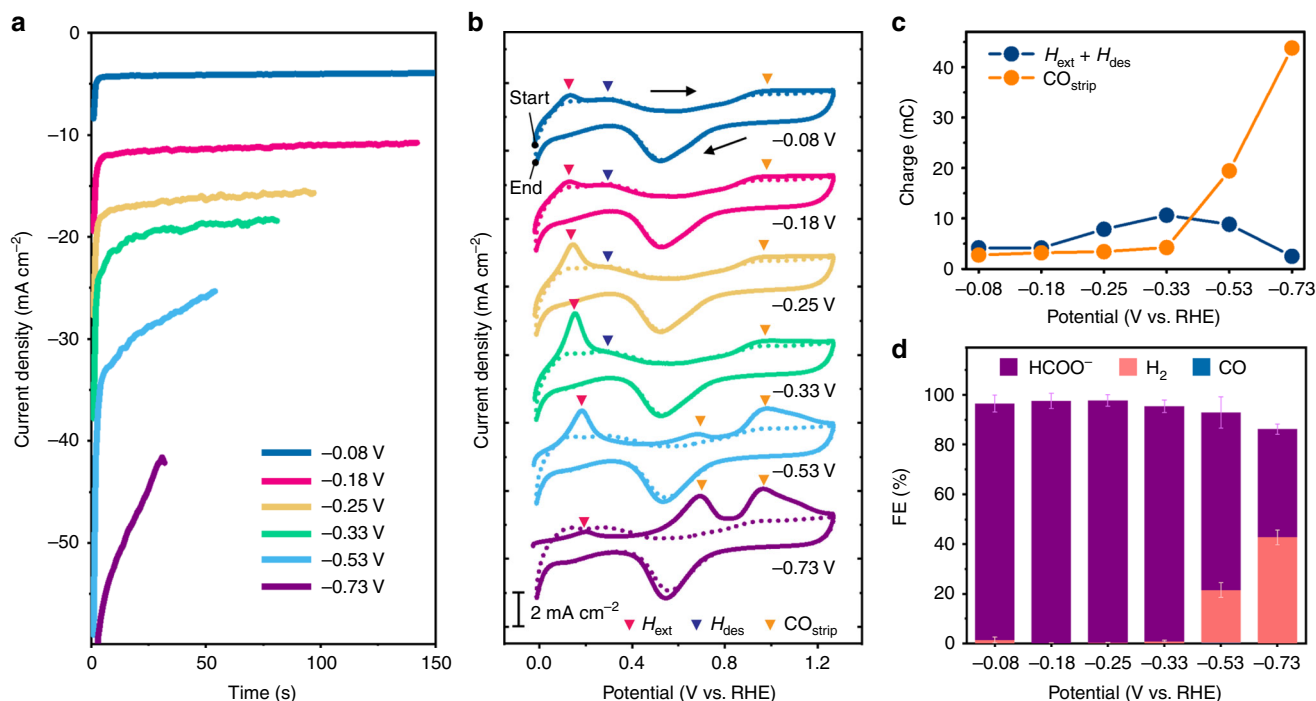 a
0
−10
−20
−30
−40
−50
Current density (mA cm⁻²)
−0.08 V
−0.18 V
−0.25 V
−0.33 V
−0.53 V
−0.73 V
0
50
100
150
Time (s)
b
Start
End
−0.08 V
−0.18 V
−0.25 V
−0.33 V
−0.53 V
−0.73 V
Current density (mA cm⁻²)
2 mA cm⁻²
H_ext H_des CO_strip
0.0 0.4 0.8 1.2
Potential (V vs. RHE)
c
H_ext + H_des
CO_strip
40
30
20
10
0
Charge (mC)
−0.08 −0.18 −0.25 −0.33 −0.53 −0.73
Potential (V vs. RHE)
d
HCOO⁻ H₂ CO
100
80
60
40
20
0
FE (%)
−0.08 −0.18 −0.25 −0.33 −0.53 −0.73
Potential (V vs. RHE)